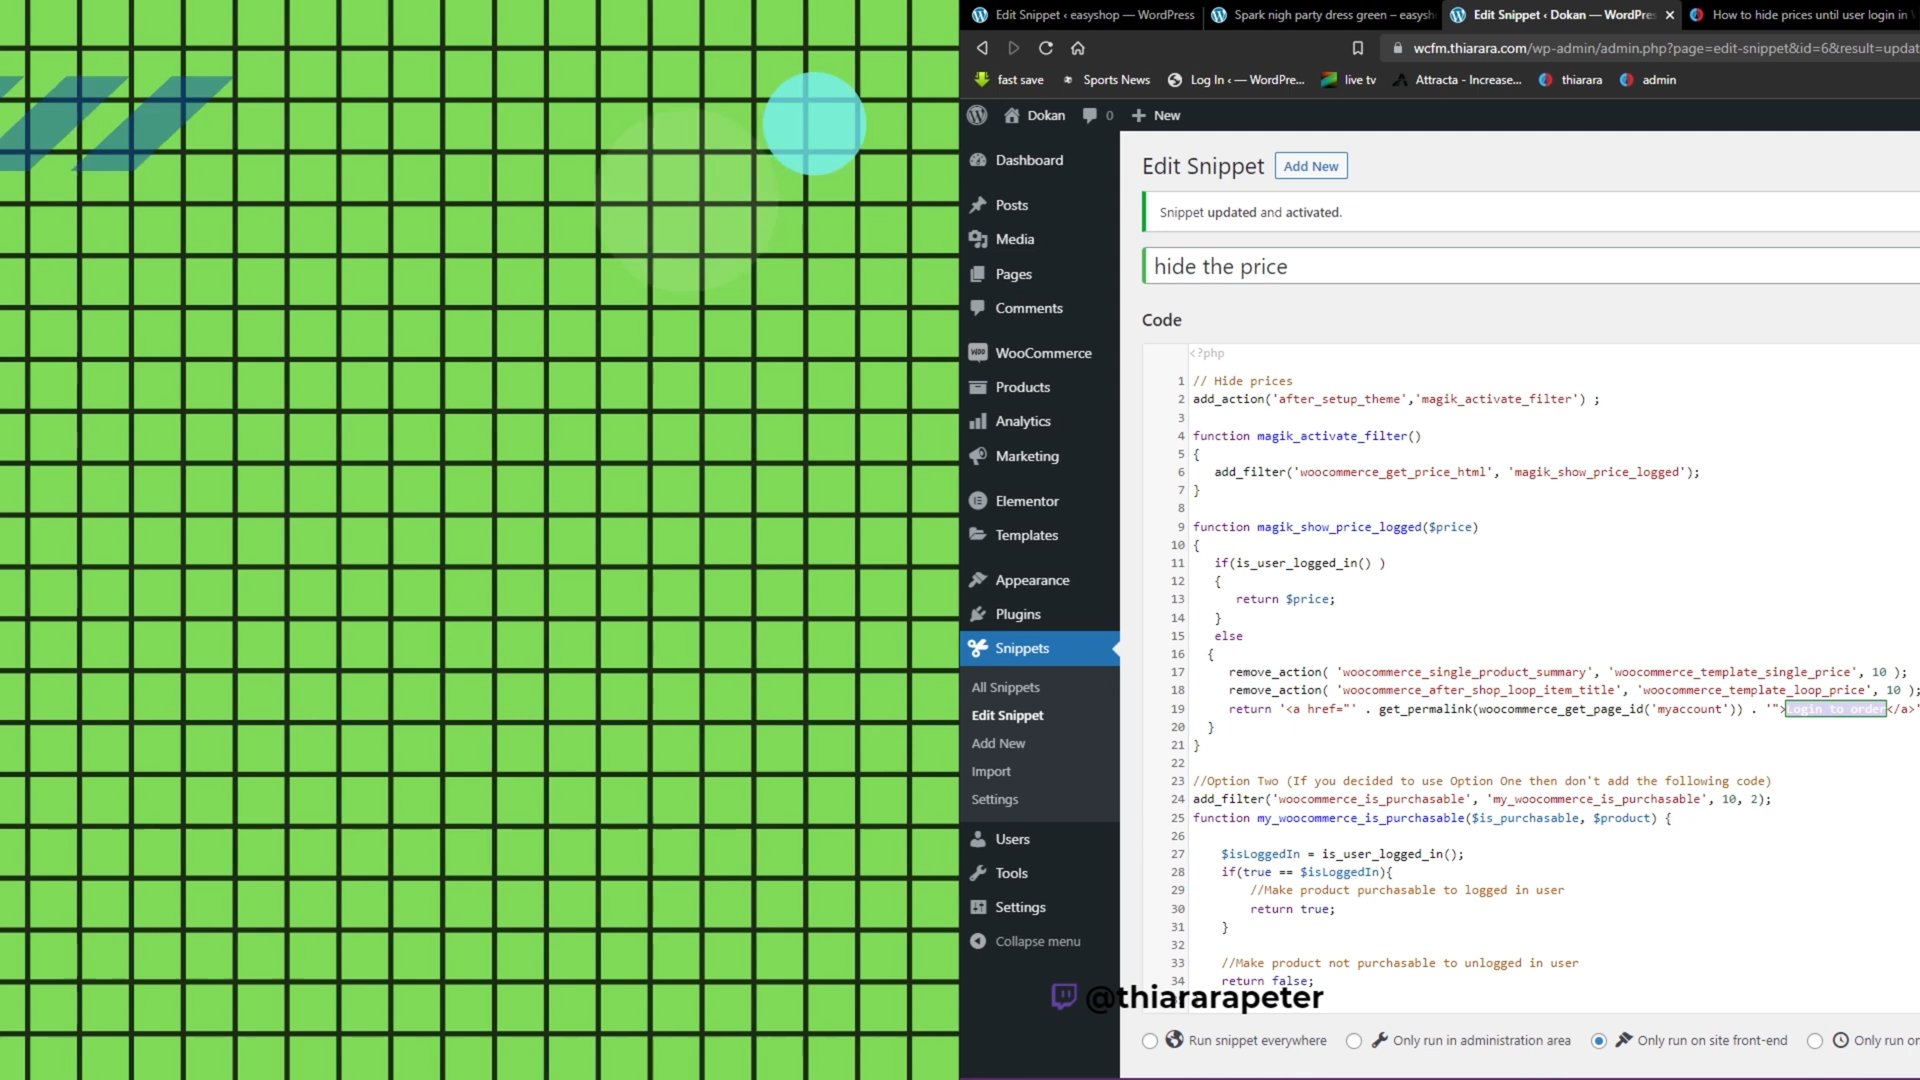 Edit Snippet ‹ easyshop — WordPress
Spark nigh party dress green – easysh
Edit Snippet ‹ Dokan — WordPres
How to hide prices until user login in
wcfm.thiarara.com/wp-admin/admin.php?page=edit-snippet&id=6&result=updat
fast save
Sports News
Log In ‹ — WordPre...
live tv
Attracta - Increase...
thiarara
admin
Dokan
0
New
Dashboard
Posts
Media
Pages
Comments
WooCommerce
Products
Analytics
Marketing
Elementor
Templates
Appearance
Plugins
Snippets
All Snippets
Edit Snippet
Add New
Import
Settings
Users
Tools
Settings
Collapse menu
Edit Snippet
Add New
Snippet updated and activated.
hide the price
Code
<?php
1 // Hide prices
2 add_action('after_setup_theme','magik_activate_filter') ;
3
4 function magik_activate_filter()
5 {
6 add_filter('woocommerce_get_price_html', 'magik_show_price_logged');
7 }
8
9 function magik_show_price_logged($price)
10 {
11 if(is_user_logged_in() )
12 {
13 return $price;
14 }
15 else
16 {
17 remove_action( 'woocommerce_single_product_summary', 'woocommerce_template_single_price', 10 );
18 remove_action( 'woocommerce_after_shop_loop_item_title', 'woocommerce_template_loop_price', 10 );
19 return '<a href="' . get_permalink(woocommerce_get_page_id('myaccount')) . '">login to order</a>'
20 }
21 }
22
23 //Option Two (If you decided to use Option One then don't add the following code)
24 add_filter('woocommerce_is_purchasable', 'my_woocommerce_is_purchasable', 10, 2);
25 function my_woocommerce_is_purchasable($is_purchasable, $product) {
26
27 $isLoggedIn = is_user_logged_in();
28 if(true == $isLoggedIn){
29 //Make product purchasable to logged in user
30 return true;
31 }
32
33 //Make product not purchasable to unlogged in user
34 return false;
@thiararapeter
Run snippet everywhere
Only run in administration area
Only run on site front-end
Only run on